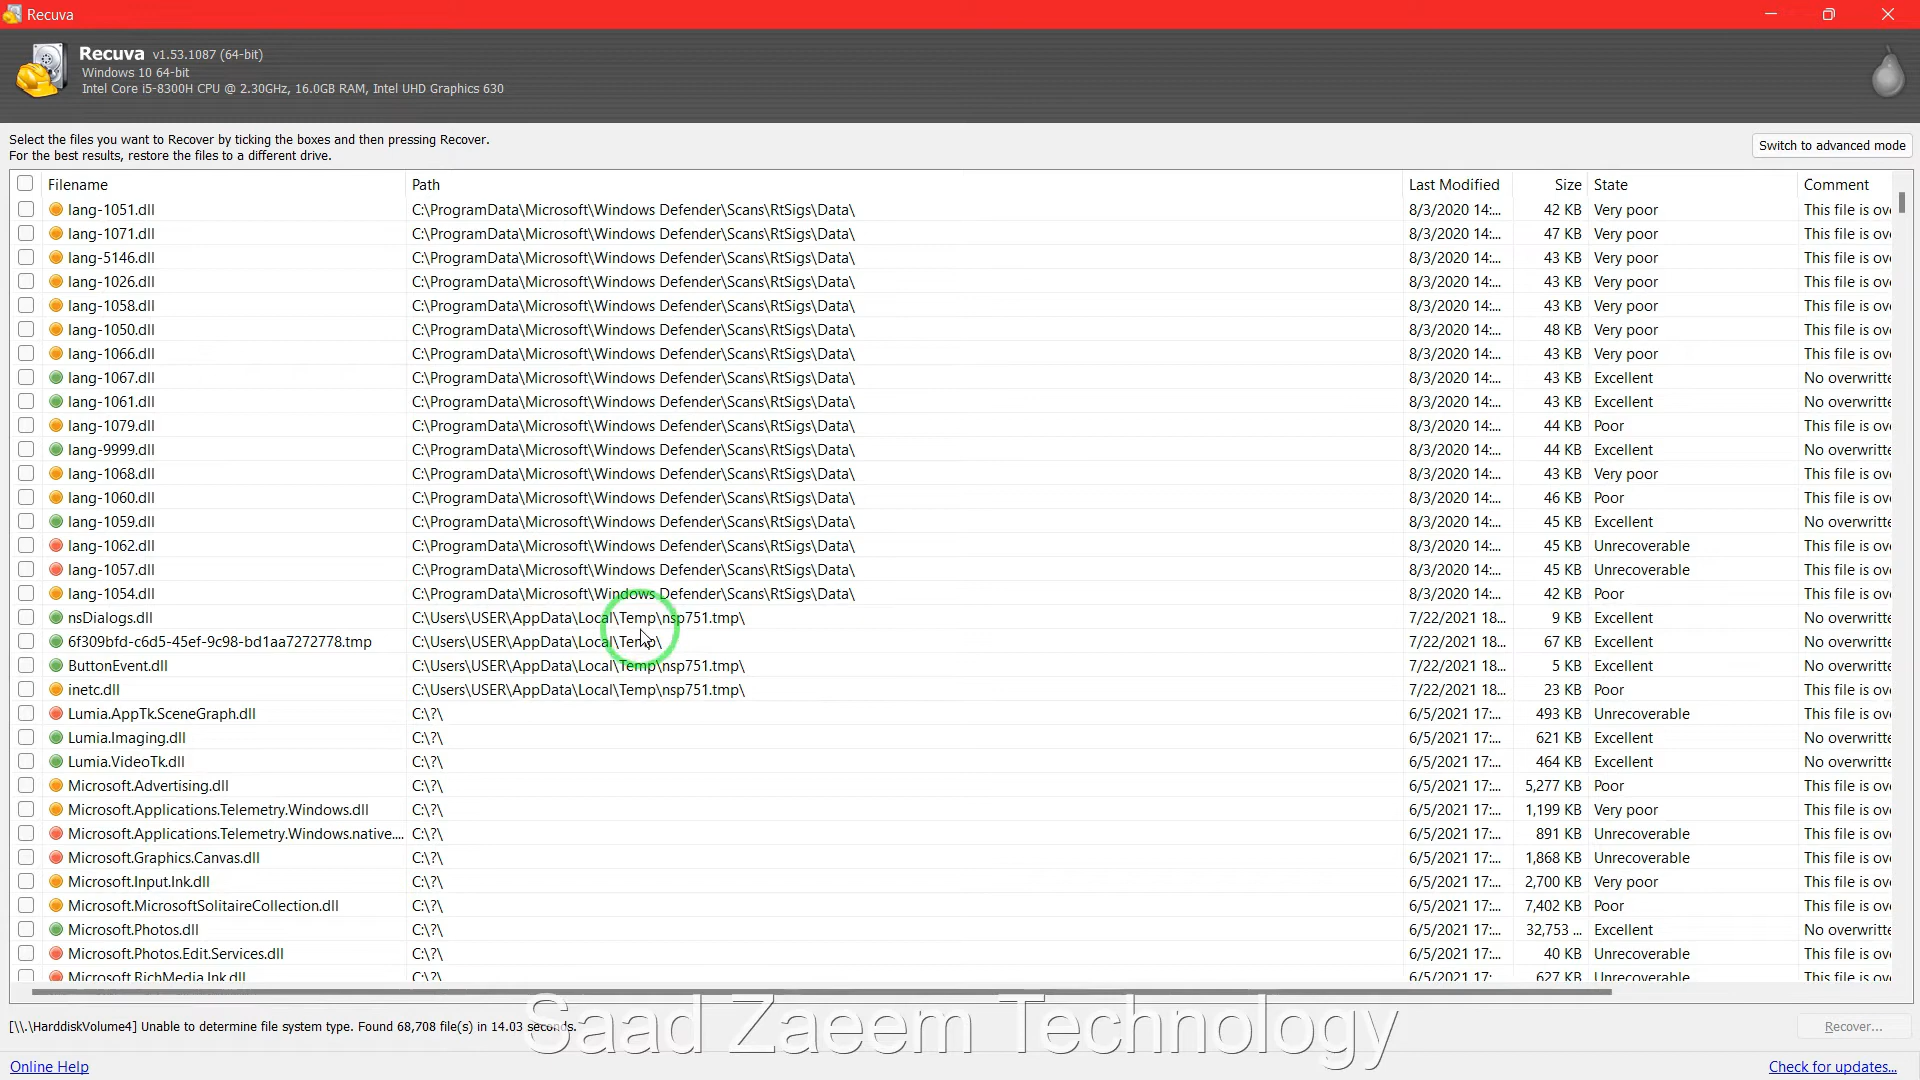 Recuva
Recuva v1.53.1087 (64-bit)
Windows 10 64-bit
Intel Core i5-8300H CPU @ 2.30GHz, 16.0GB RAM, Intel UHD Graphics 630
Select the files you want to Recover by ticking the boxes and then pressing Recover.
For the best results, restore the files to a different drive.
Switch to advanced mode
Filename Path Last Modified Size State Comment
lang-1051.dll C:\ProgramData\Microsoft\Windows Defender\Scans\RtSigs\Data\ 8/3/2020 14:... 42 KB Very poor This file is ov
lang-1071.dll C:\ProgramData\Microsoft\Windows Defender\Scans\RtSigs\Data\ 8/3/2020 14:... 47 KB Very poor This file is ov
lang-5146.dll C:\ProgramData\Microsoft\Windows Defender\Scans\RtSigs\Data\ 8/3/2020 14:... 43 KB Very poor This file is ov
lang-1026.dll C:\ProgramData\Microsoft\Windows Defender\Scans\RtSigs\Data\ 8/3/2020 14:... 43 KB Very poor This file is ov
lang-1058.dll C:\ProgramData\Microsoft\Windows Defender\Scans\RtSigs\Data\ 8/3/2020 14:... 43 KB Very poor This file is ov
lang-1050.dll C:\ProgramData\Microsoft\Windows Defender\Scans\RtSigs\Data\ 8/3/2020 14:... 48 KB Very poor This file is ov
lang-1066.dll C:\ProgramData\Microsoft\Windows Defender\Scans\RtSigs\Data\ 8/3/2020 14:... 43 KB Very poor This file is ov
lang-1067.dll C:\ProgramData\Microsoft\Windows Defender\Scans\RtSigs\Data\ 8/3/2020 14:... 43 KB Excellent No overwritte
lang-1061.dll C:\ProgramData\Microsoft\Windows Defender\Scans\RtSigs\Data\ 8/3/2020 14:... 43 KB Excellent No overwritte
lang-1079.dll C:\ProgramData\Microsoft\Windows Defender\Scans\RtSigs\Data\ 8/3/2020 14:... 44 KB Poor This file is ov
lang-9999.dll C:\ProgramData\Microsoft\Windows Defender\Scans\RtSigs\Data\ 8/3/2020 14:... 44 KB Excellent No overwritte
lang-1068.dll C:\ProgramData\Microsoft\Windows Defender\Scans\RtSigs\Data\ 8/3/2020 14:... 43 KB Very poor This file is ov
lang-1060.dll C:\ProgramData\Microsoft\Windows Defender\Scans\RtSigs\Data\ 8/3/2020 14:... 46 KB Poor This file is ov
lang-1059.dll C:\ProgramData\Microsoft\Windows Defender\Scans\RtSigs\Data\ 8/3/2020 14:... 45 KB Excellent No overwritte
lang-1062.dll C:\ProgramData\Microsoft\Windows Defender\Scans\RtSigs\Data\ 8/3/2020 14:... 45 KB Unrecoverable This file is ov
lang-1057.dll C:\ProgramData\Microsoft\Windows Defender\Scans\RtSigs\Data\ 8/3/2020 14:... 45 KB Unrecoverable This file is ov
lang-1054.dll C:\ProgramData\Microsoft\Windows Defender\Scans\RtSigs\Data\ 8/3/2020 14:... 42 KB Poor This file is ov
nsDialogs.dll C:\Users\USER\AppData\Local\Temp\nsp751.tmp\ 7/22/2021 18... 9 KB Excellent No overwritte
6f309bfd-c6d5-45ef-9c98-bd1aa7272778.tmp C:\Users\USER\AppData\Local\Temp\ 7/22/2021 18... 67 KB Excellent No overwritte
ButtonEvent.dll C:\Users\USER\AppData\Local\Temp\nsp751.tmp\ 7/22/2021 18... 5 KB Excellent No overwritte
inetc.dll C:\Users\USER\AppData\Local\Temp\nsp751.tmp\ 7/22/2021 18... 23 KB Poor This file is ov
Lumia.AppTk.SceneGraph.dll C:\?\ 6/5/2021 17:... 493 KB Unrecoverable This file is ov
Lumia.Imaging.dll C:\?\ 6/5/2021 17:... 621 KB Excellent No overwritte
Lumia.VideoTk.dll C:\?\ 6/5/2021 17:... 464 KB Excellent No overwritte
Microsoft.Advertising.dll C:\?\ 6/5/2021 17:... 5,277 KB Poor This file is ov
Microsoft.Applications.Telemetry.Windows.dll C:\?\ 6/5/2021 17:... 1,199 KB Very poor This file is ov
Microsoft.Applications.Telemetry.Windows.native.... C:\?\ 6/5/2021 17:... 891 KB Unrecoverable This file is ov
Microsoft.Graphics.Canvas.dll C:\?\ 6/5/2021 17:... 1,868 KB Unrecoverable This file is ov
Microsoft.Input.Ink.dll C:\?\ 6/5/2021 17:... 2,700 KB Very poor This file is ov
Microsoft.MicrosoftSolitaireCollection.dll C:\?\ 6/5/2021 17:... 7,402 KB Poor This file is ov
Microsoft.Photos.dll C:\?\ 6/5/2021 17:... 32,753 ... Excellent No overwritte
Microsoft.Photos.Edit.Services.dll C:\?\ 6/5/2021 17:... 40 KB Unrecoverable This file is ov
Microsoft.RichMedia.Ink.dll C:\?\ 6/5/2021 17:... 627 KB Unrecoverable This file is ov
[\\.\HarddiskVolume4] Unable to determine file system type. Found 68,708 file(s) in 14.03 seconds.
Saad Zaeem Technology
Recover...
Online Help
Check for updates...